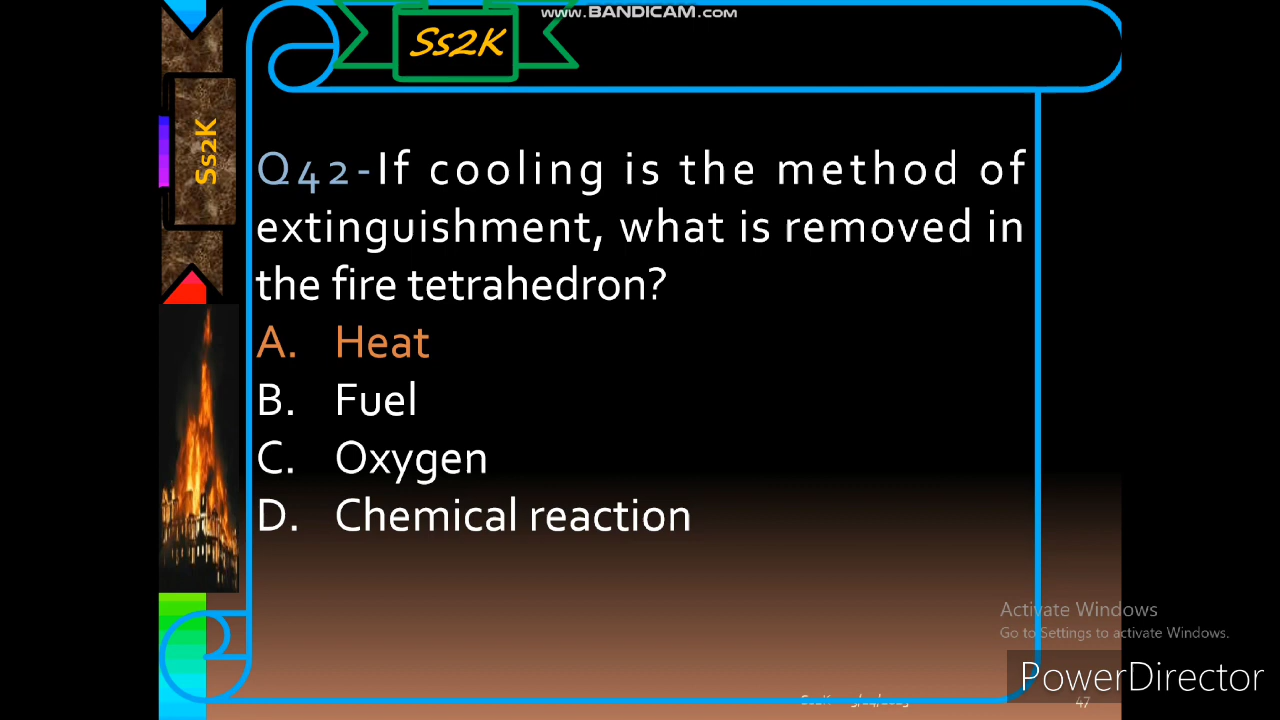 www.BANDICAM.com
Ss2K
Ss2K
Q42-If cooling is the method of
extinguishment, what is removed in
the fire tetrahedron?
A. Heat
B. Fuel
C. Oxygen
D. Chemical reaction
Activate Windows
Go to Settings to activate Windows.
PowerDirector
Ss2K
47